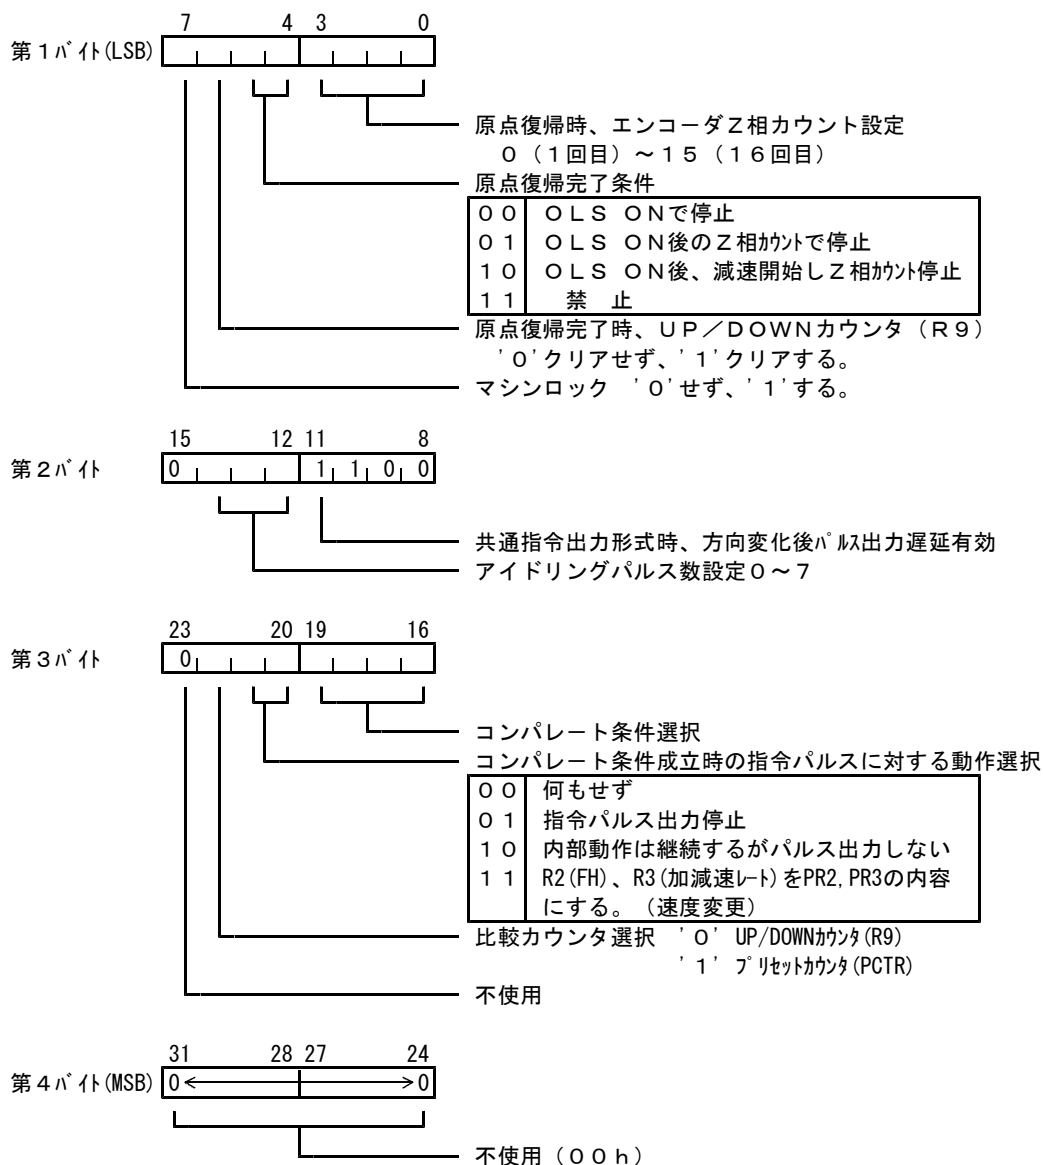 7 4 3 0
第1バイト(LSB)
原点復帰時、エンコーダZ相カウント設定
0(1回目)~15(16回目)
原点復帰完了条件
00 OLS ONで停止
01 OLS ON後のZ相カウントで停止
10 OLS ON後、減速開始しZ相カウント停止
11 禁 止
原点復帰完了時、UP/DOWNカウンタ(R9)
'0'クリアせず、'1'クリアする。
マシンロック '0'せず、'1'する。
15 12 11 8
第2バイト 0 1 1 0 0
共通指令出力形式時、方向変化後パルス出力遅延有効
アイドリングパルス数設定0~7
23 20 19 16
第3バイト 0
コンパレート条件選択
コンパレート条件成立時の指令パルスに対する動作選択
00 何もせず
01 指令パルス出力停止
10 内部動作は継続するがパルス出力しない
11 R2(FH)、R3(加減速レート)をPR2,PR3の内容
にする。(速度変更)
比較カウンタ選択 '0' UP/DOWNカウンタ(R9)
'1' プリセットカウンタ(PCTR)
不使用
31 28 27 24
第4バイト(MSB) 0 0
不使用(00h)